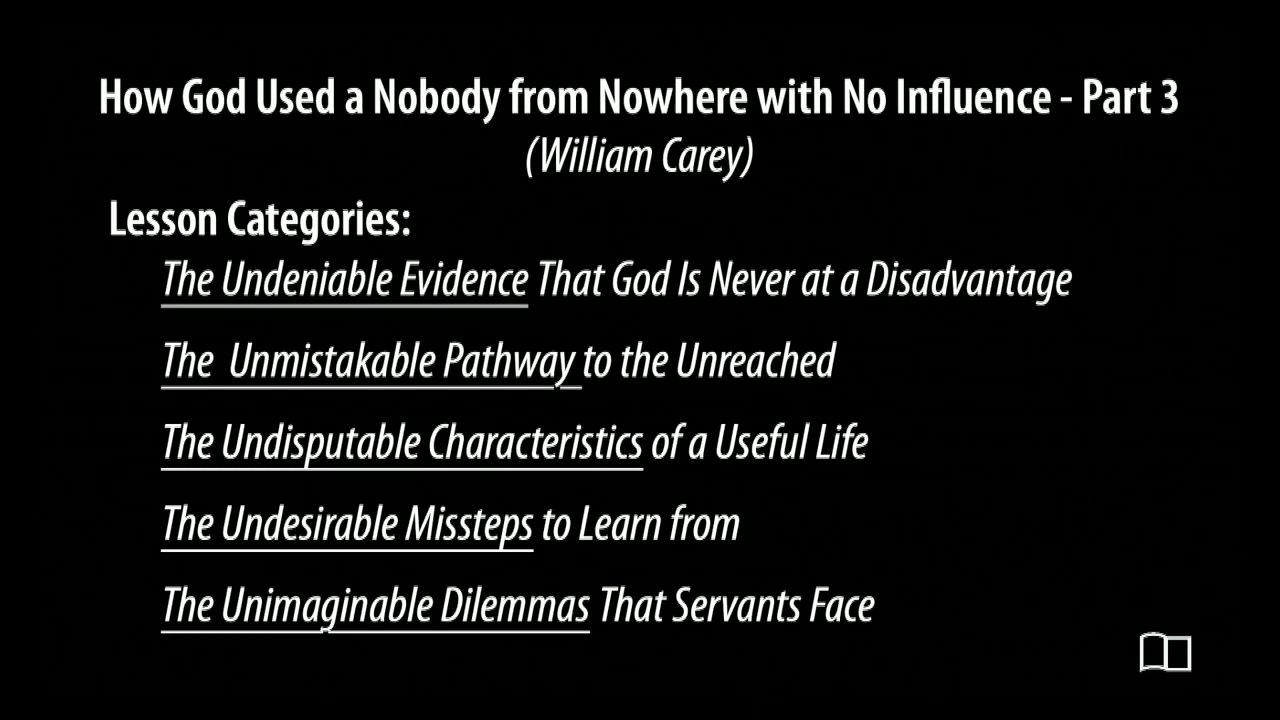 How God Used a Nobody from Nowhere with No Influence - Part 3
(William Carey)
Lesson Categories:
The Undeniable Evidence That God Is Never at a Disadvantage
The Unmistakable Pathway to the Unreached
The Undisputable Characteristics of a Useful Life
The Undesirable Missteps to Learn from
The Unimaginable Dilemmas That Servants Face